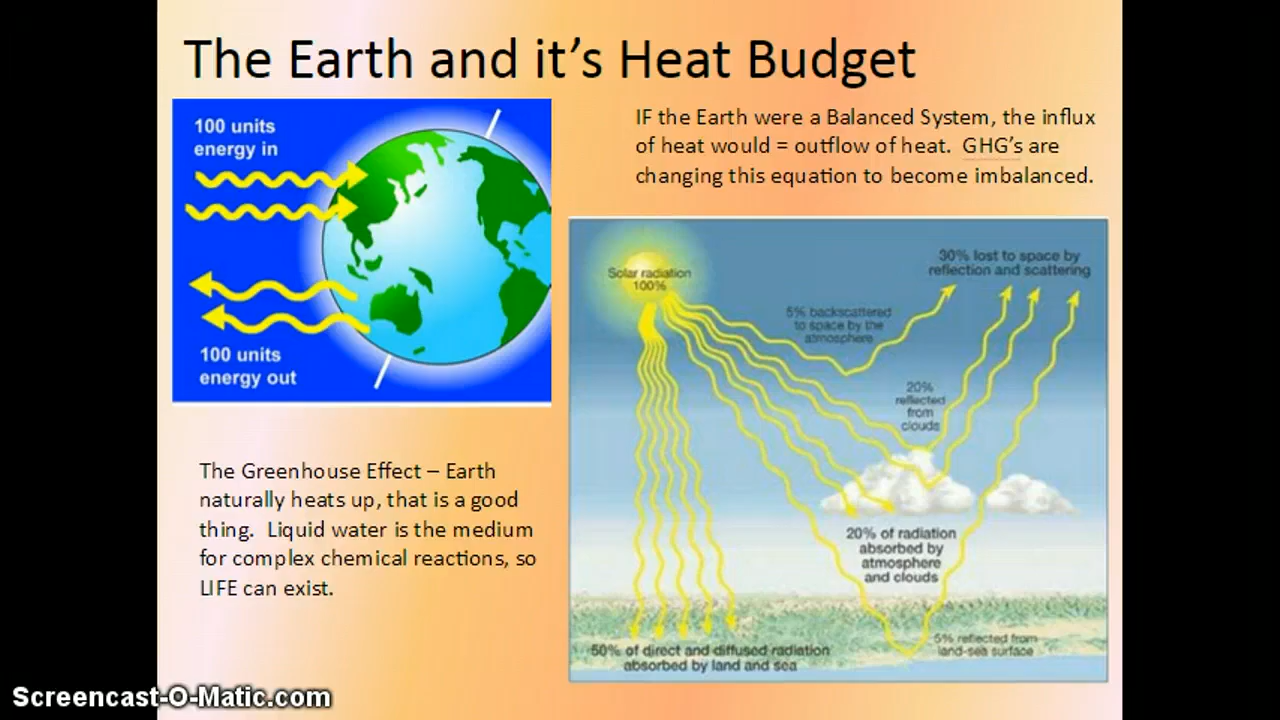 The Earth and it's Heat Budget
100 units
energy in
100 units
energy out
IF the Earth were a Balanced System, the influx
of heat would = outflow of heat. GHG's are
changing this equation to become imbalanced.
The Greenhouse Effect – Earth
naturally heats up, that is a good
thing. Liquid water is the medium
for complex chemical reactions, so
LIFE can exist.
Solar radiation
100%
30% lost to space by
reflection and scattering
5% backscattered
to space by the
atmosphere
20%
reflected
from
clouds
20% of radiation
absorbed by
atmosphere
and clouds
5% reflected from
land-sea surface
50% of direct and diffused radiation
absorbed by land and sea
Screencast-O-Matic.com